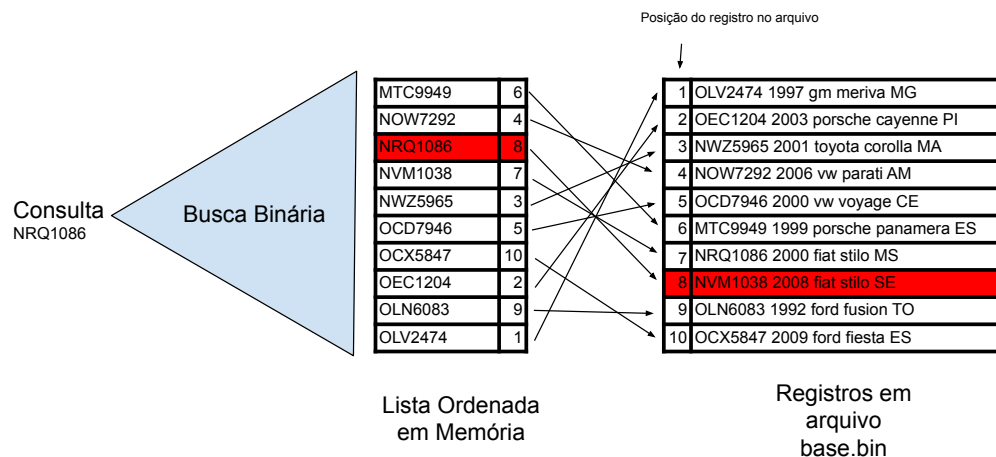 Posição do registro no arquivo
Consulta
NRQ1086
Busca Binária
MTC9949 6
NOW7292 4
NRQ1086 8
NVM1038 7
NWZ5965 3
OCD7946 5
OCX5847 10
OEC1204 2
OLN6083 9
OLV2474 1
Lista Ordenada
em Memória
1 OLV2474 1997 gm meriva MG
2 OEC1204 2003 porsche cayenne PI
3 NWZ5965 2001 toyota corolla MA
4 NOW7292 2006 vw parati AM
5 OCD7946 2000 vw voyage CE
6 MTC9949 1999 porsche panamera ES
7 NRQ1086 2000 fiat stilo MS
8 NVM1038 2008 fiat stilo SE
9 OLN6083 1992 ford fusion TO
10 OCX5847 2009 ford fiesta ES
Registros em
arquivo
base.bin